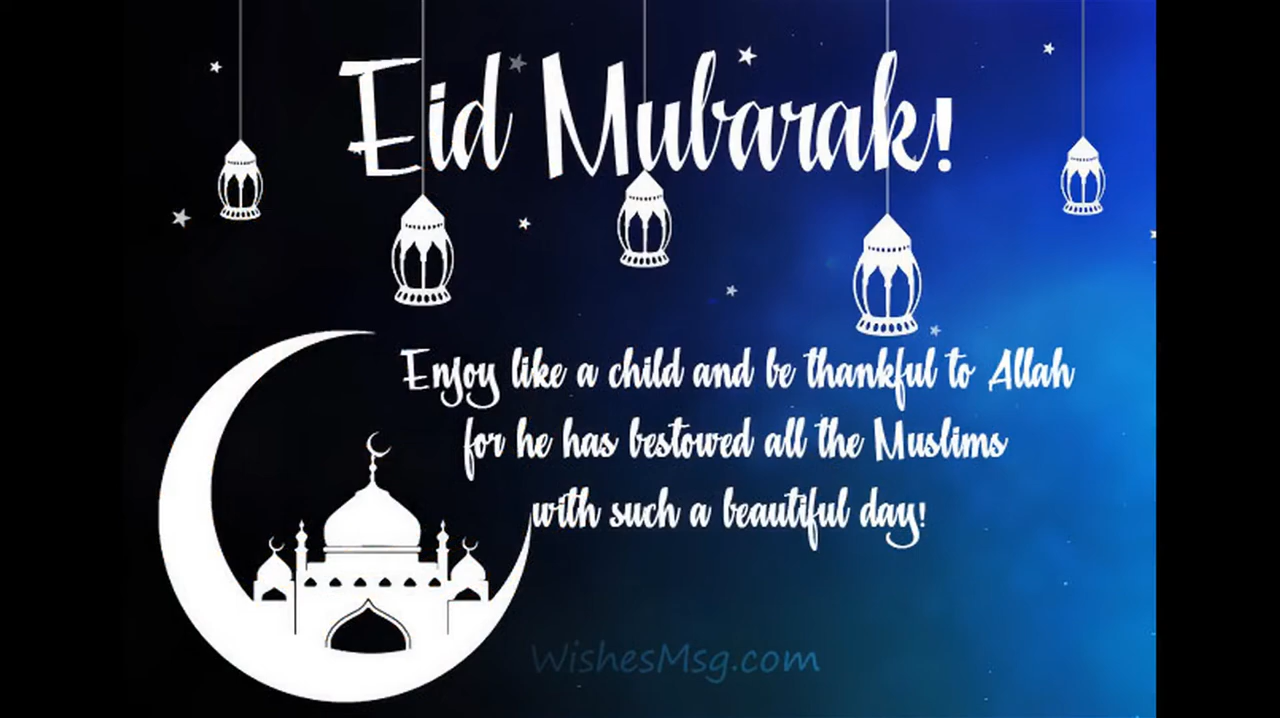 Eid Mubarak!
Enjoy like a child and be thankful to Allah
for he has bestowed all the Muslims
with such a beautiful day!
WishesMsg.com